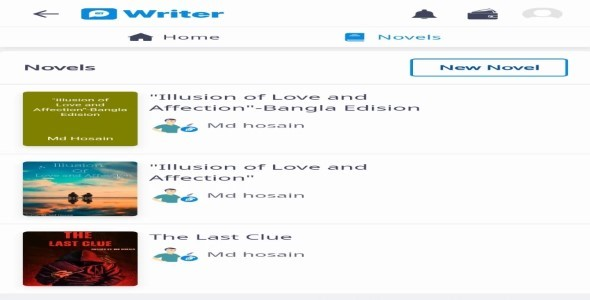 Writer
Home
Novels
Novels
New Novel
"Illusion of
Love and
Affection"-Bangla
Edision
Md Hosain
"Illusion of Love and
Affection"-Bangla Edision
Md hosain
Illusion
Of
Love and
"Illusion of Love and
Affection"
Md hosain
THE
LAST CLUE
The Last Clue
Md hosain